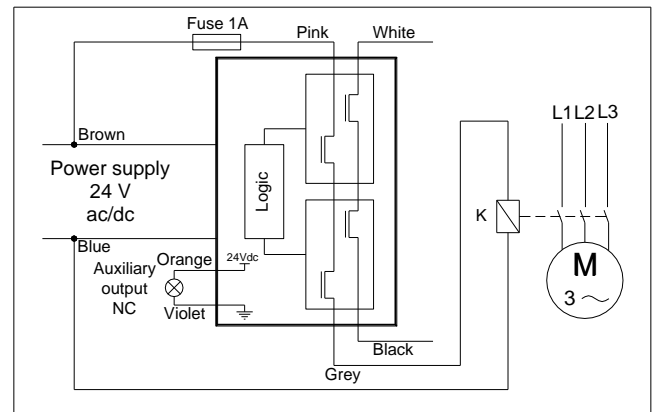 Fuse 1A
Pink
White
Brown
Power supply
24 V
ac/dc
Blue
Logic
Auxiliary
output
NC
Orange
24Vdc
Violet
Black
Grey
L1 L2 L3
K
M
3 ~